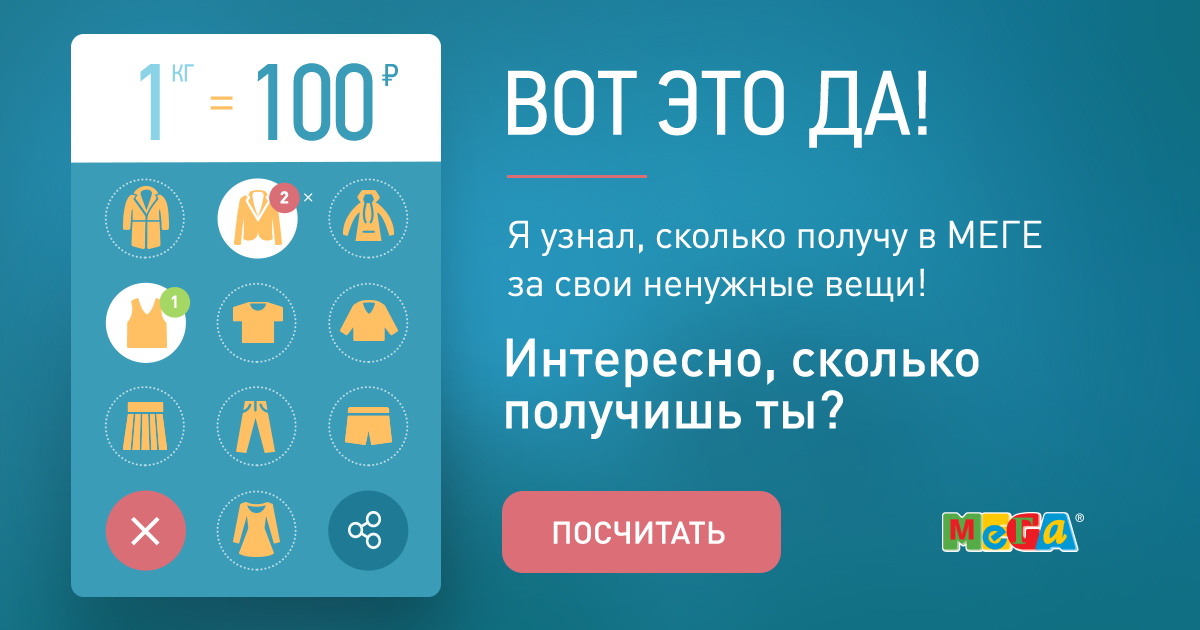 1 КГ = 100 ₽
ВОТ ЭТО ДА!
2 ×
1
Я узнал, сколько получу в МЕГЕ
за свои ненужные вещи!
Интересно, сколько
получишь ты?
ПОСЧИТАТЬ
МеГа®